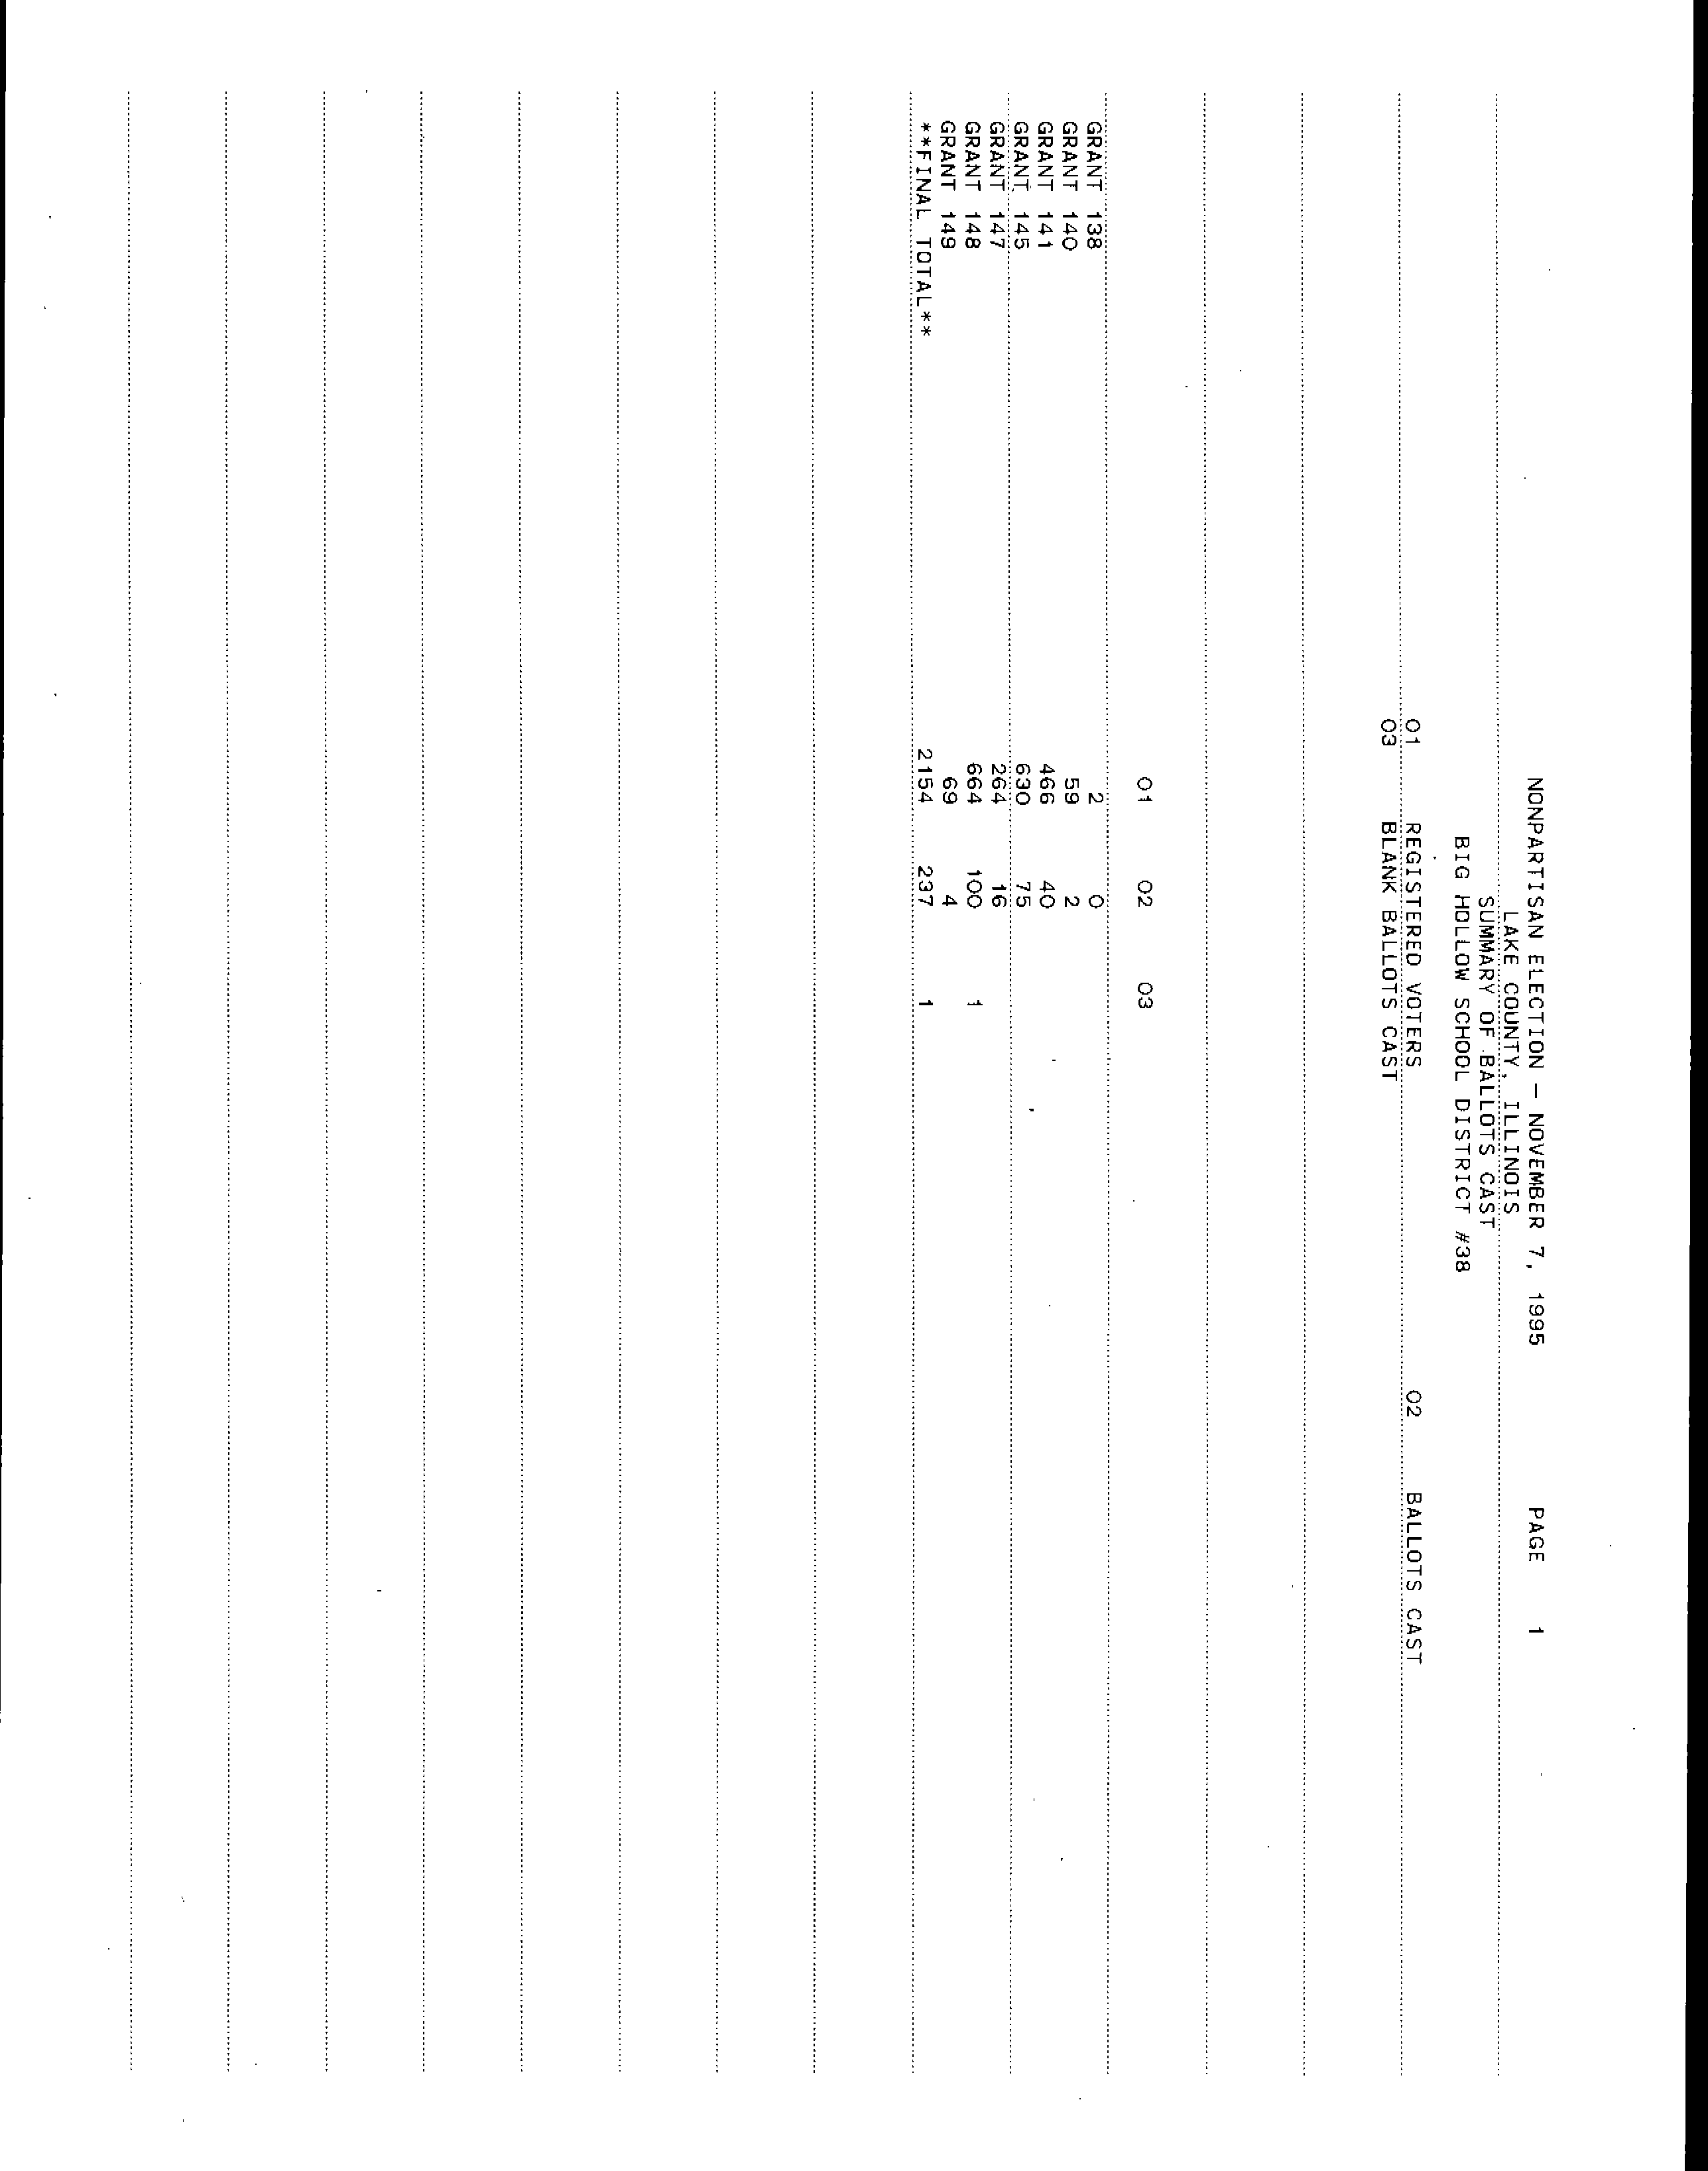 NONPARTISAN ELECTION - NOVEMBER 7, 1995 PAGE 1
LAKE COUNTY, ILLINOIS
SUMMARY OF BALLOTS CAST
BIG HOLLOW SCHOOL DISTRICT #38
01 REGISTERED VOTERS 02 BALLOTS CAST
03 BLANK BALLOTS CAST
01 02 03
GRANT 138 2 0
GRANT 140 59 2
GRANT 141 466 40
GRANT 145 630 75
GRANT 147 264 16
GRANT 148 664 100 1
GRANT 149 69 4
**FINAL TOTAL** 2154 237 1